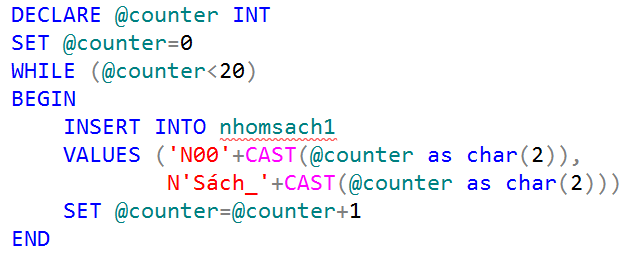 DECLARE @counter INT
SET @counter=0
WHILE (@counter<20)
BEGIN
    INSERT INTO nhomsach1
    VALUES ('N00'+CAST(@counter as char(2)),
            N'Sách_'+CAST(@counter as char(2)))
    SET @counter=@counter+1
END